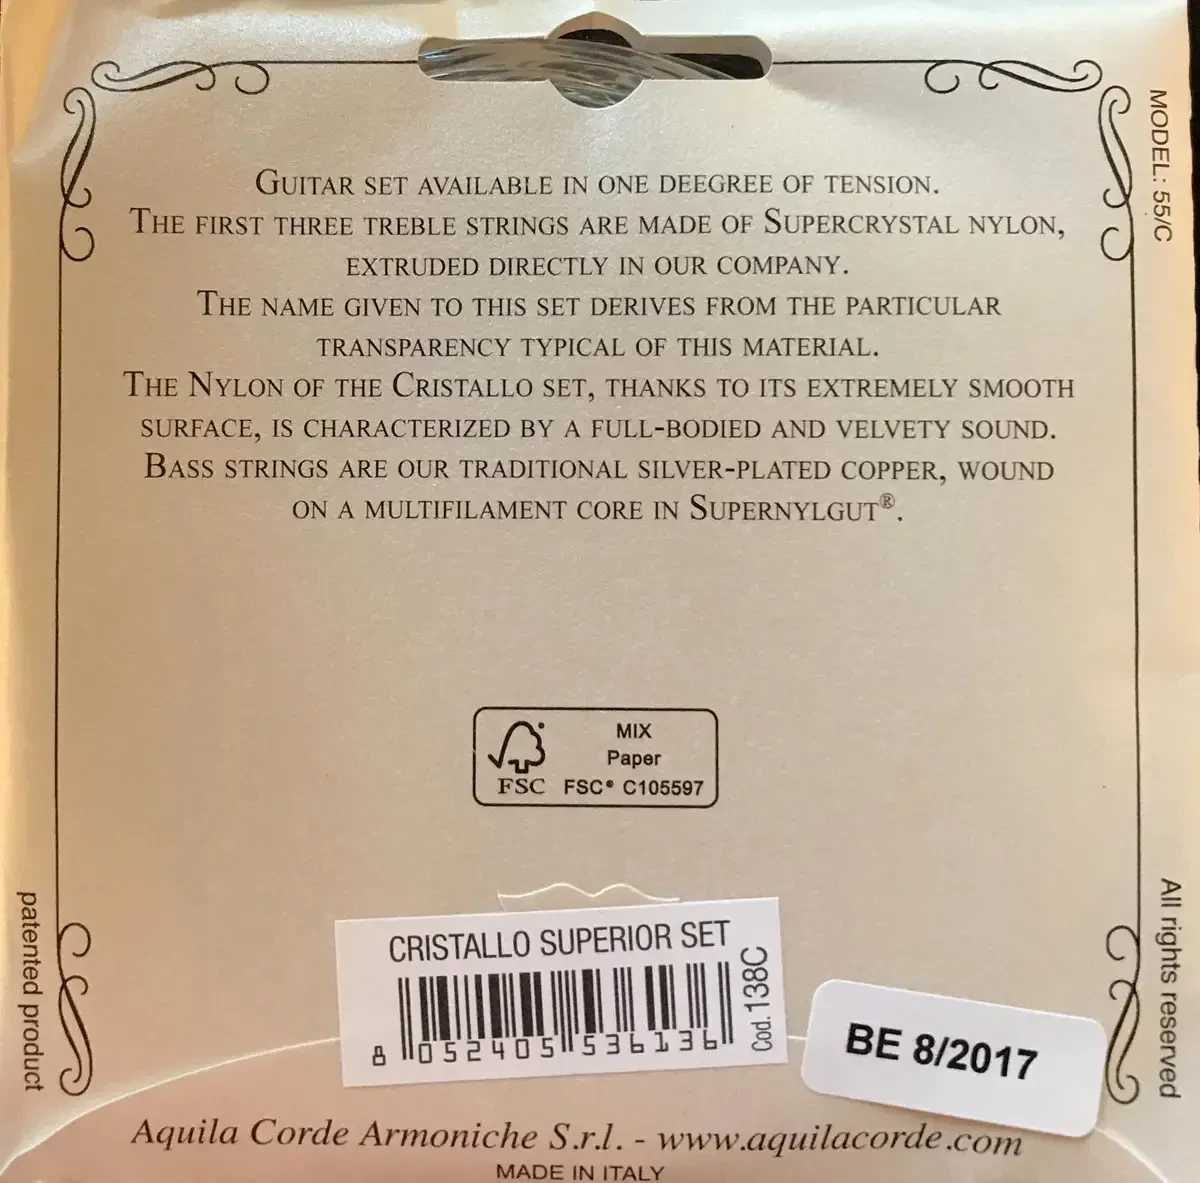 MODEL: 55/C
Guitar set available in one deegree of tension.
The first three treble strings are made of Supercrystal nylon,
extruded directly in our company.
The name given to this set derives from the particular
transparency typical of this material.
The Nylon of the Cristallo set, thanks to its extremely smooth
surface, is characterized by a full-bodied and velvety sound.
Bass strings are our traditional silver-plated copper, wound
on a multifilament core in Supernylgut®.
MIX
Paper
FSC FSC® C105597
patented product
All rights reserved
CRISTALLO SUPERIOR SET
Cod. 138C
8 052405 536136
BE 8/2017
Aquila Corde Armoniche S.r.l. - www.aquilacorde.com
MADE IN ITALY